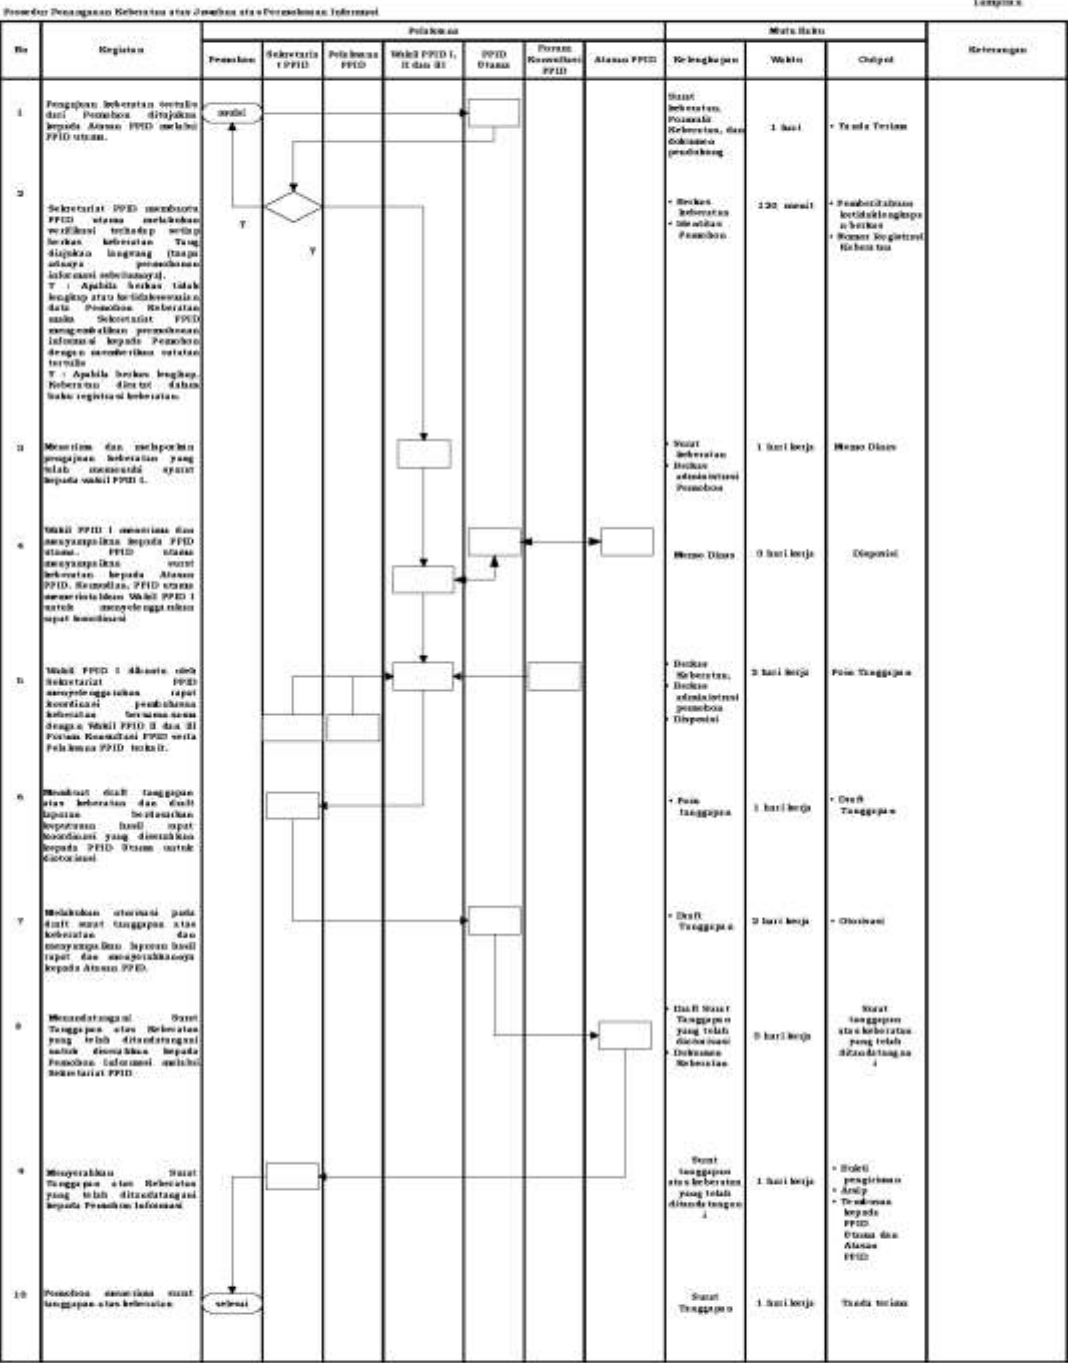 Prosedur Penanganan Keberatan atas Jawaban atas Permohonan Informasi
Lampiran
No
Kegiatan
Pelaksana
Mutu Baku
Keterangan
Pemohon
Sekretaria
t PPID
Pelaksana
PPID
Wakil PPID I,
II dan III
PPID
Utama
Forum
Konsultasi
PPID
Atasan PPID
Kelengkapan
Waktu
Output
1
Pengajuan keberatan tertulis
dari Pemohon ditujukan
kepada Atasan PPID melalui
PPID utama.
mulai
Surat
keberatan,
Formulir
Keberatan, dan
dokumen
pendukung
1 hari
• Tanda Terima
2
Sekretariat PPID membantu
PPID utama melakukan
verifikasi terhadap setiap
berkas keberatan Yang
diajukan langsung (tanpa
adanya permohonan
informasi sebelumnya).
T : Apabila berkas tidak
lengkap atau ketidaksesuaian
data Pemohon Keberatan
maka Sekretariat PPID
mengembalikan permohonan
informasi kepada Pemohon
dengan memberikan catatan
tertulis
Y : Apabila berkas lengkap,
Keberatan dicatat dalam
buku registrasi keberatan.
T
Y
• Berkas
keberatan
• Identitas
Pemohon
120 menit
• Pemberitahuan
ketidaklengkapa
n berkas
• Nomor Registrasi
Keberatan
3
Menerima dan melaporkan
pengajuan keberatan yang
telah memenuhi syarat
kepada wakil PPID I.
• Surat
keberatan
• Berkas
administrasi
Pemohon
1 hari kerja
Memo Dinas
4
Wakil PPID I menerima dan
menyampaikan kepada PPID
utama. PPID utama
menyampaikan surat
keberatan kepada Atasan
PPID. Kemudian, PPID utama
memerintahkan Wakil PPID I
untuk menyelenggarakan
rapat koordinasi
Memo Dinas
hari kerja
Disposisi
5
Wakil PPID I dibantu oleh
Sekretariat PPID
menyelenggarakan rapat
koordinasi pembahasan
keberatan bersama-sama
dengan Wakil PPID II dan III
Forum Konsultasi PPID serta
Pelaksana PPID terkait.
• Berkas
Keberatan,
• Berkas
administrasi
pemohon
• Disposisi
hari kerja
Poin Tanggapan
6
Membuat draft tanggapan
atas keberatan dan draft
laporan berdasarkan
keputusan hasil rapat
koordinasi yang diserahkan
kepada PPID Utama untuk
diotorisasi
• Poin
tanggapan
1 hari kerja
• Draft
Tanggapan
7
Melakukan otorisasi pada
draft surat tanggapan atas
keberatan dan
menyampaikan laporan hasil
rapat dan menyerahkannya
kepada Atasan PPID.
• Draft
Tanggapan
hari kerja
• Otorisasi
8
Menandatangani Surat
Tanggapan atas Keberatan
yang telah ditandatangani
untuk diserahkan kepada
Pemohon Informasi melalui
Sekretariat PPID
• Draft Surat
Tanggapan
yang telah
diotorisasi
• Dokumen
Keberatan
hari kerja
Surat
tanggapan
atas keberatan
yang telah
ditandatangan
i
9
Menyerahkan Surat
Tanggapan atas Keberatan
yang telah ditandatangani
kepada Pemohon Informasi
Surat
tanggapan
atas keberatan
yang telah
ditandatangan
i
1 hari kerja
• Bukti
pengiriman
• Arsip
• Tembusan
kepada
PPID
Utama dan
Atasan
PPID
10
Pemohon menerima surat
tanggapan atas keberatan
selesai
Surat
Tanggapan
1 hari kerja
Tanda terima